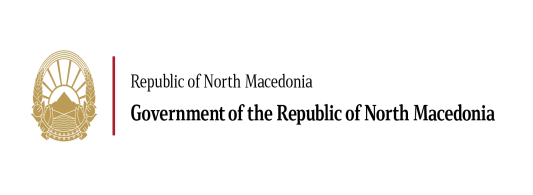 Republic of North Macedonia
Government of the Republic of North Macedonia